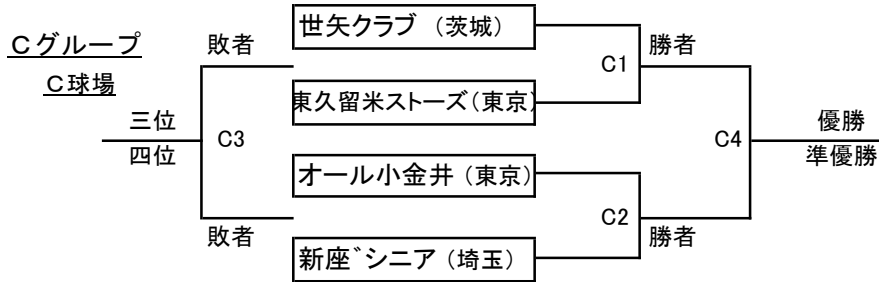 Cグループ
C球場
敗者
世矢クラブ (茨城)
C1
勝者
東久留米ストーズ(東京)
三位
四位
C3
C4
優勝
準優勝
オール小金井 (東京)
C2
敗者
勝者
新座゛シニア (埼玉)